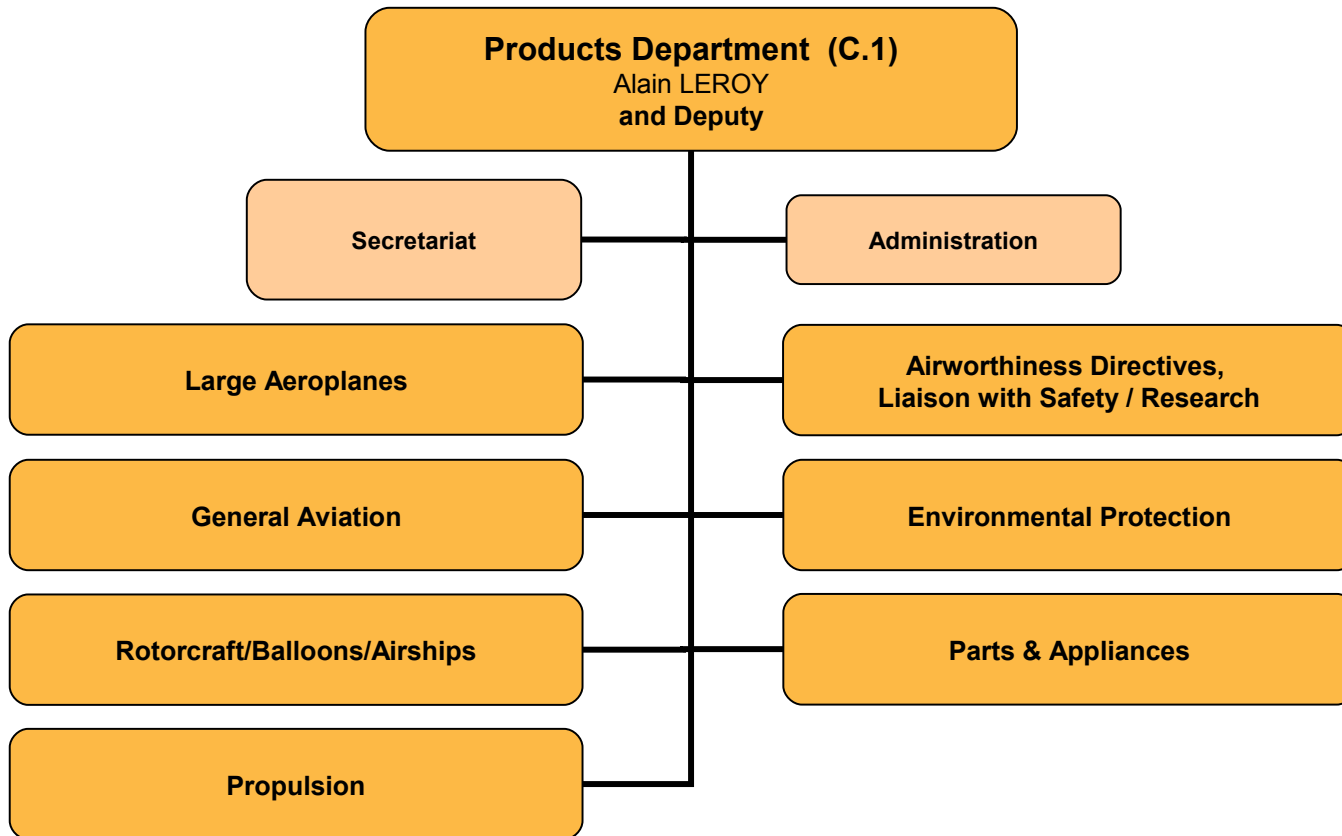 Products Department (C.1)
Alain LEROY
and Deputy
Secretariat
Administration
Large Aeroplanes
Airworthiness Directives,
Liaison with Safety / Research
General Aviation
Environmental Protection
Rotorcraft/Balloons/Airships
Parts & Appliances
Propulsion